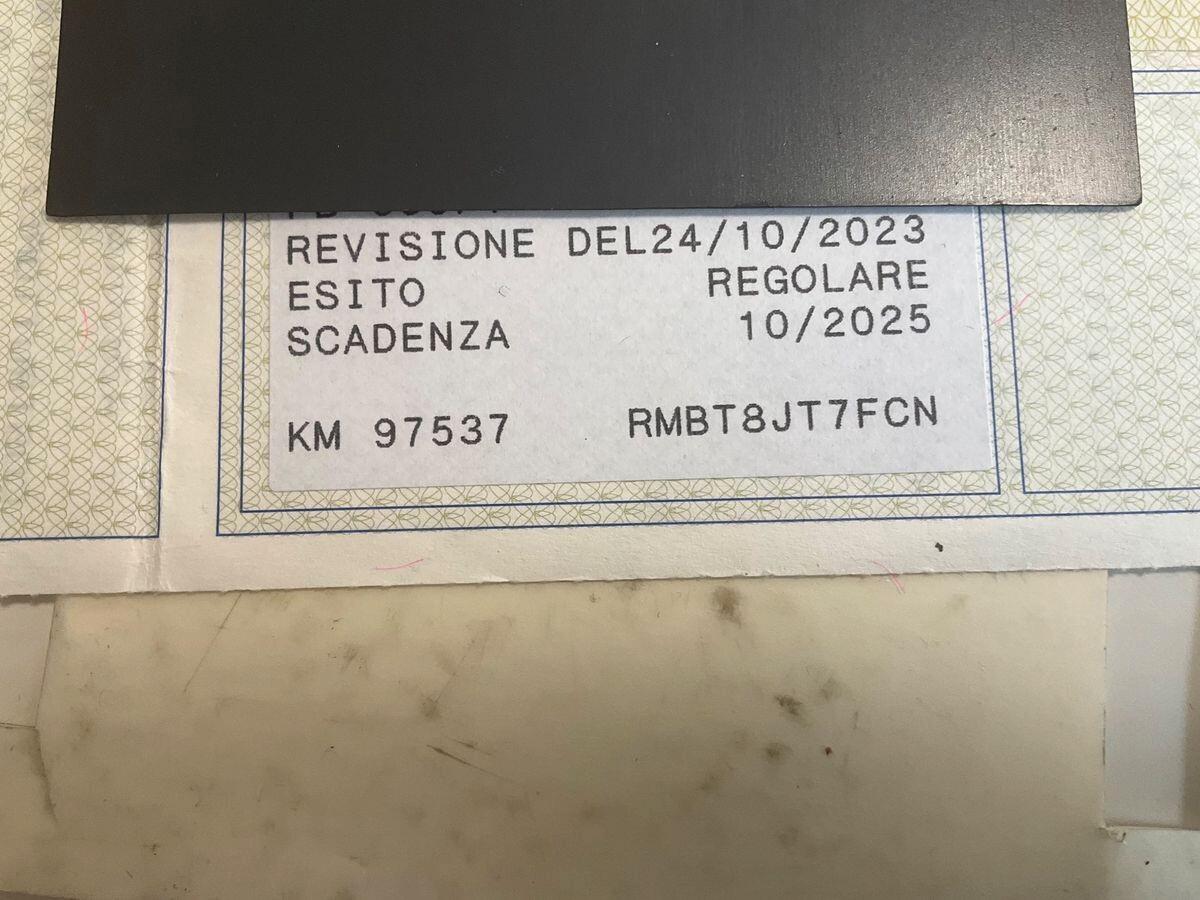 REVISIONE DEL24/10/2023
ESITO REGOLARE
SCADENZA 10/2025
KM 97537 RMBT8JT7FCN